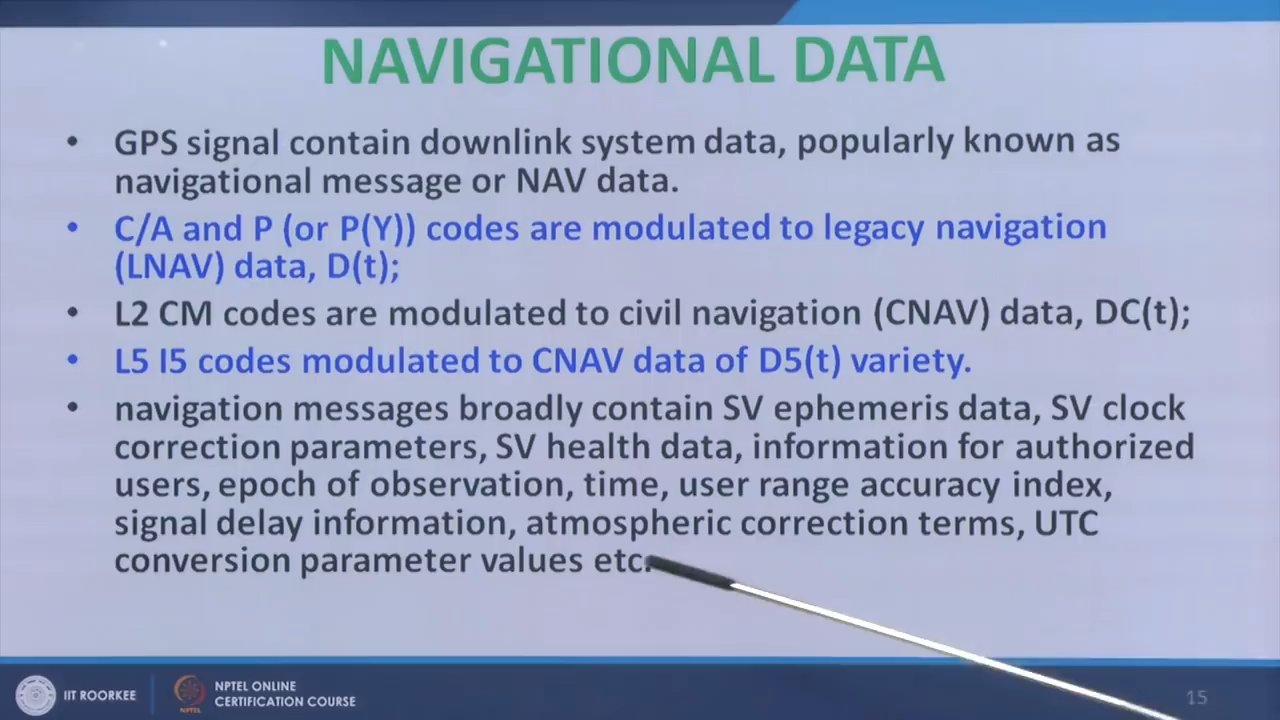 NAVIGATIONAL DATA
• GPS signal contain downlink system data, popularly known as
navigational message or NAV data.
• C/A and P (or P(Y)) codes are modulated to legacy navigation
(LNAV) data, D(t);
• L2 CM codes are modulated to civil navigation (CNAV) data, DC(t);
• L5 I5 codes modulated to CNAV data of D5(t) variety.
• navigation messages broadly contain SV ephemeris data, SV clock
correction parameters, SV health data, information for authorized
users, epoch of observation, time, user range accuracy index,
signal delay information, atmospheric correction terms, UTC
conversion parameter values etc.
IIT ROORKEE
NPTEL
NPTEL ONLINE
CERTIFICATION COURSE
15